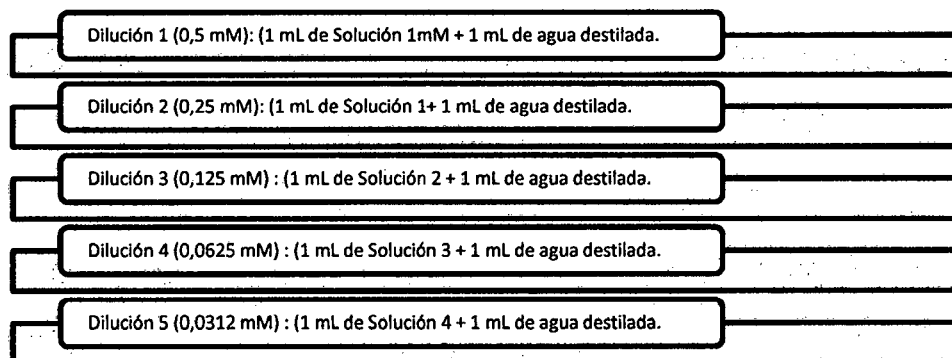 Dilución 1 (0,5 mM): (1 mL de Solución 1mM + 1 mL de agua destilada.
Dilución 2 (0,25 mM): (1 mL de Solución 1+ 1 mL de agua destilada.
Dilución 3 (0,125 mM) : (1 mL de Solución 2 + 1 mL de agua destilada.
Dilución 4 (0,0625 mM) : (1 mL de Solución 3 + 1 mL de agua destilada.
Dilución 5 (0,0312 mM) : (1 mL de Solución 4 + 1 mL de agua destilada.